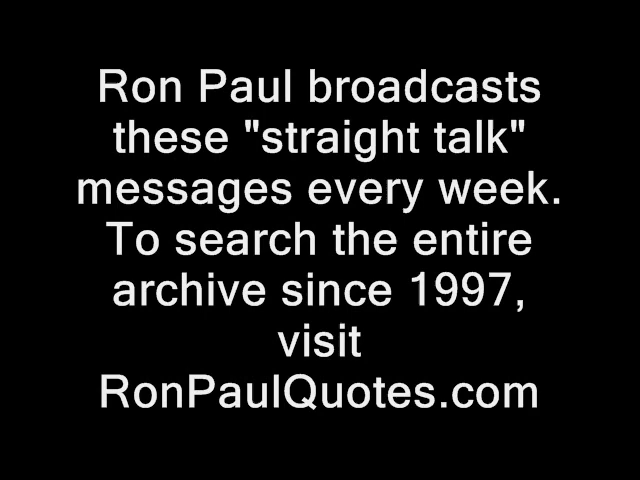 Ron Paul broadcasts
these "straight talk"
messages every week.
To search the entire
archive since 1997,
visit
RonPaulQuotes.com